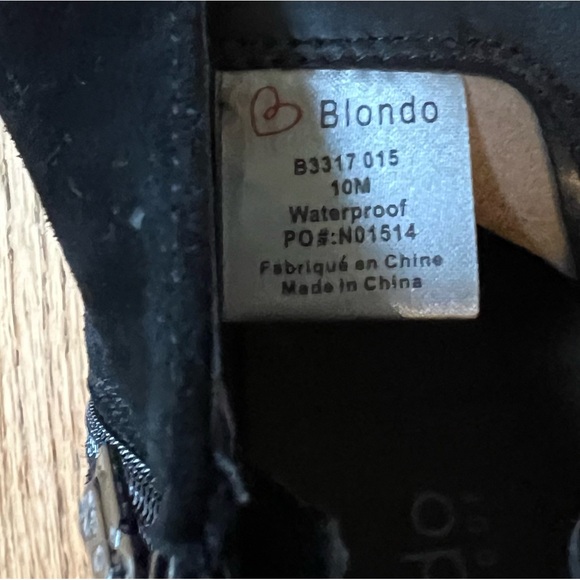 Blondo
B3317 015
10M
Waterproof
PO#:N01514
Fabriqué en Chine
Made in China